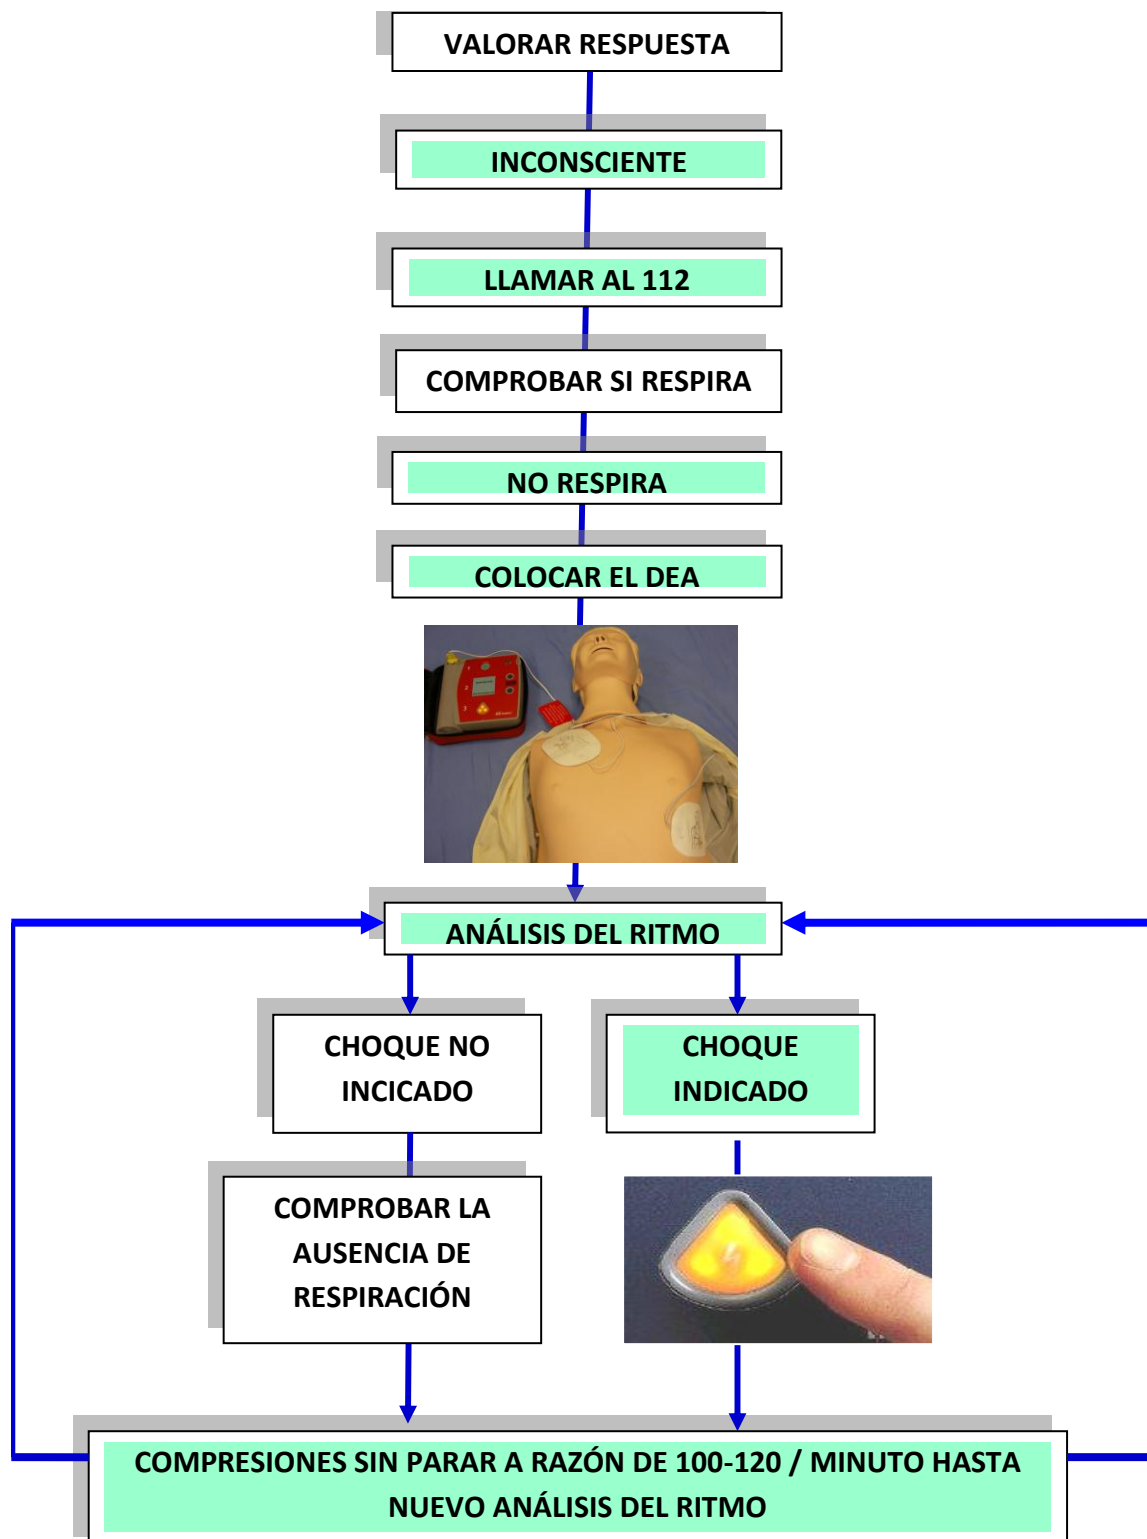 VALORAR RESPUESTA
INCONSCIENTE
LLAMAR AL 112
COMPROBAR SI RESPIRA
NO RESPIRA
COLOCAR EL DEA
ANÁLISIS DEL RITMO
CHOQUE NO
INCICADO
CHOQUE
INDICADO
COMPROBAR LA
AUSENCIA DE
RESPIRACIÓN
COMPRESIONES SIN PARAR A RAZÓN DE 100-120 / MINUTO HASTA
NUEVO ANÁLISIS DEL RITMO